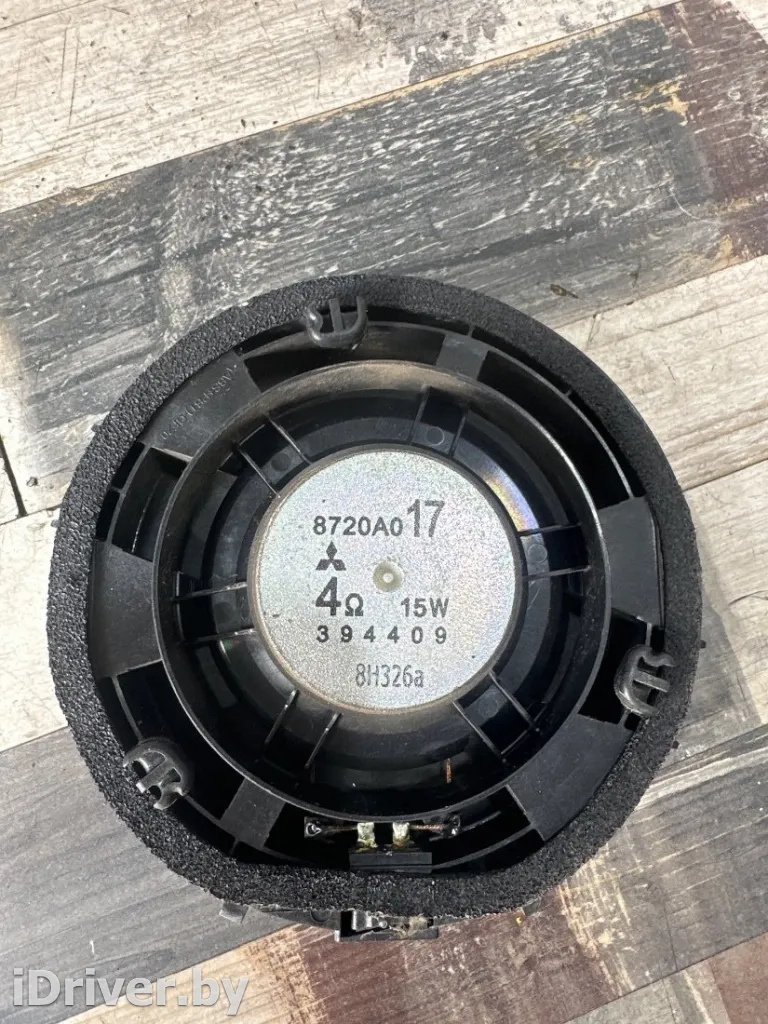 8720A017
4Ω 15W
394409
8H326a
iDriver.by